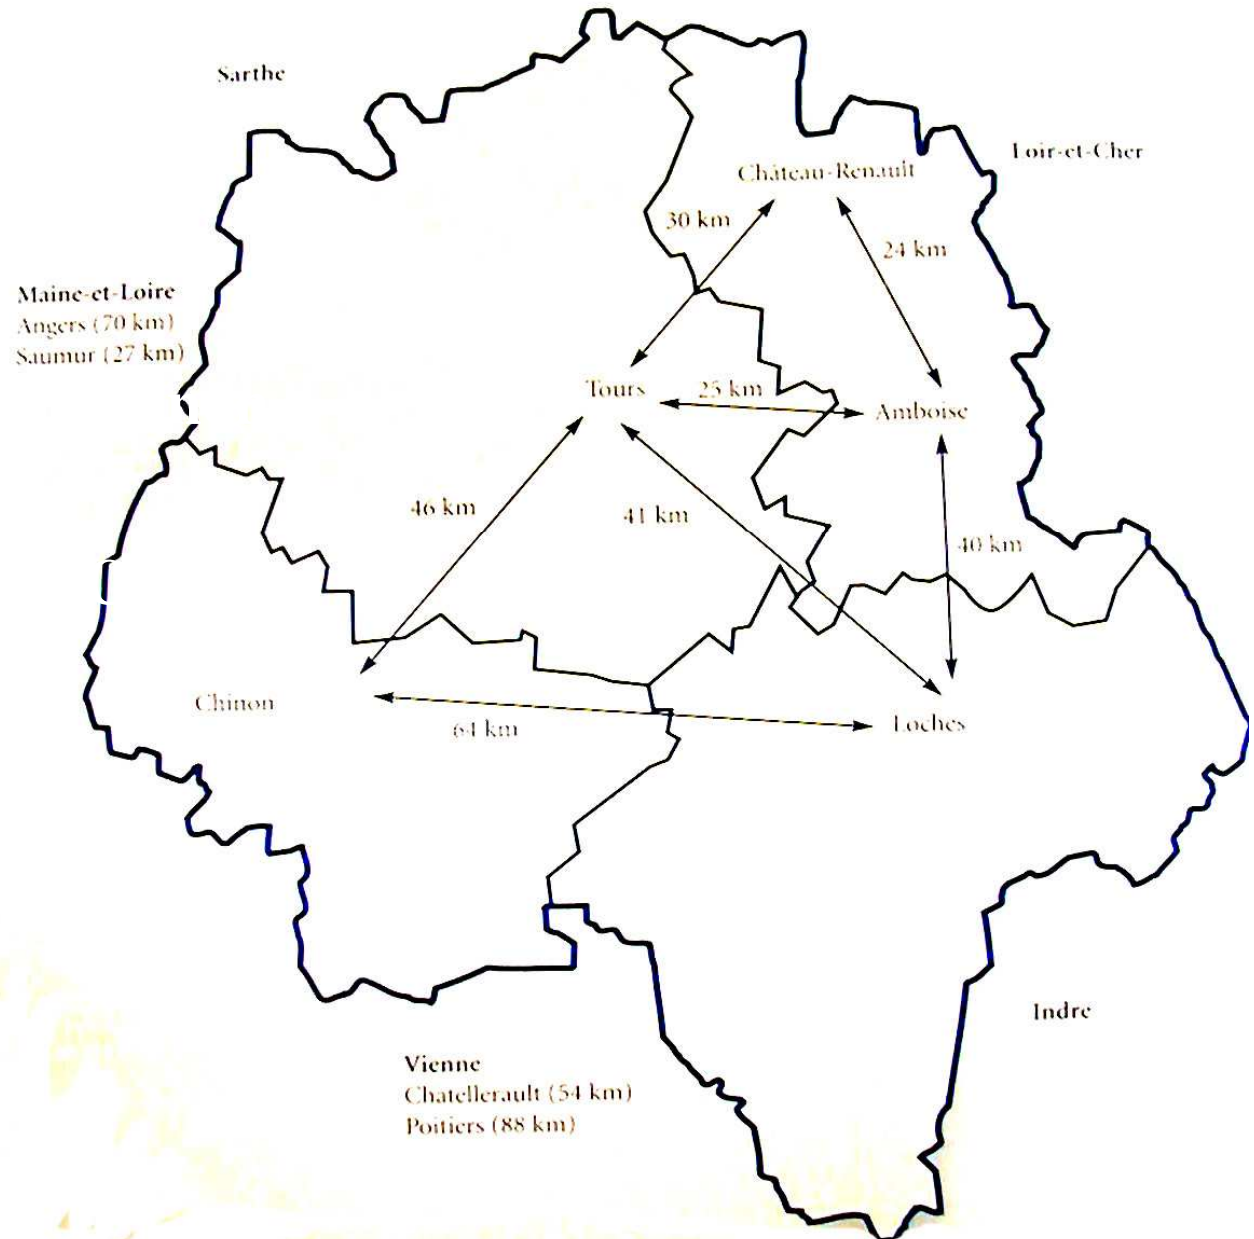 Sarthe
Loir-et-Cher
Château-Renault
30 km
24 km
Maine-et-Loire
Angers (70 km)
Saumur (27 km)
Tours
25 km
Amboise
46 km
41 km
40 km
Chinon
64 km
Loches
Indre
Vienne
Chatellerault (54 km)
Poitiers (88 km)